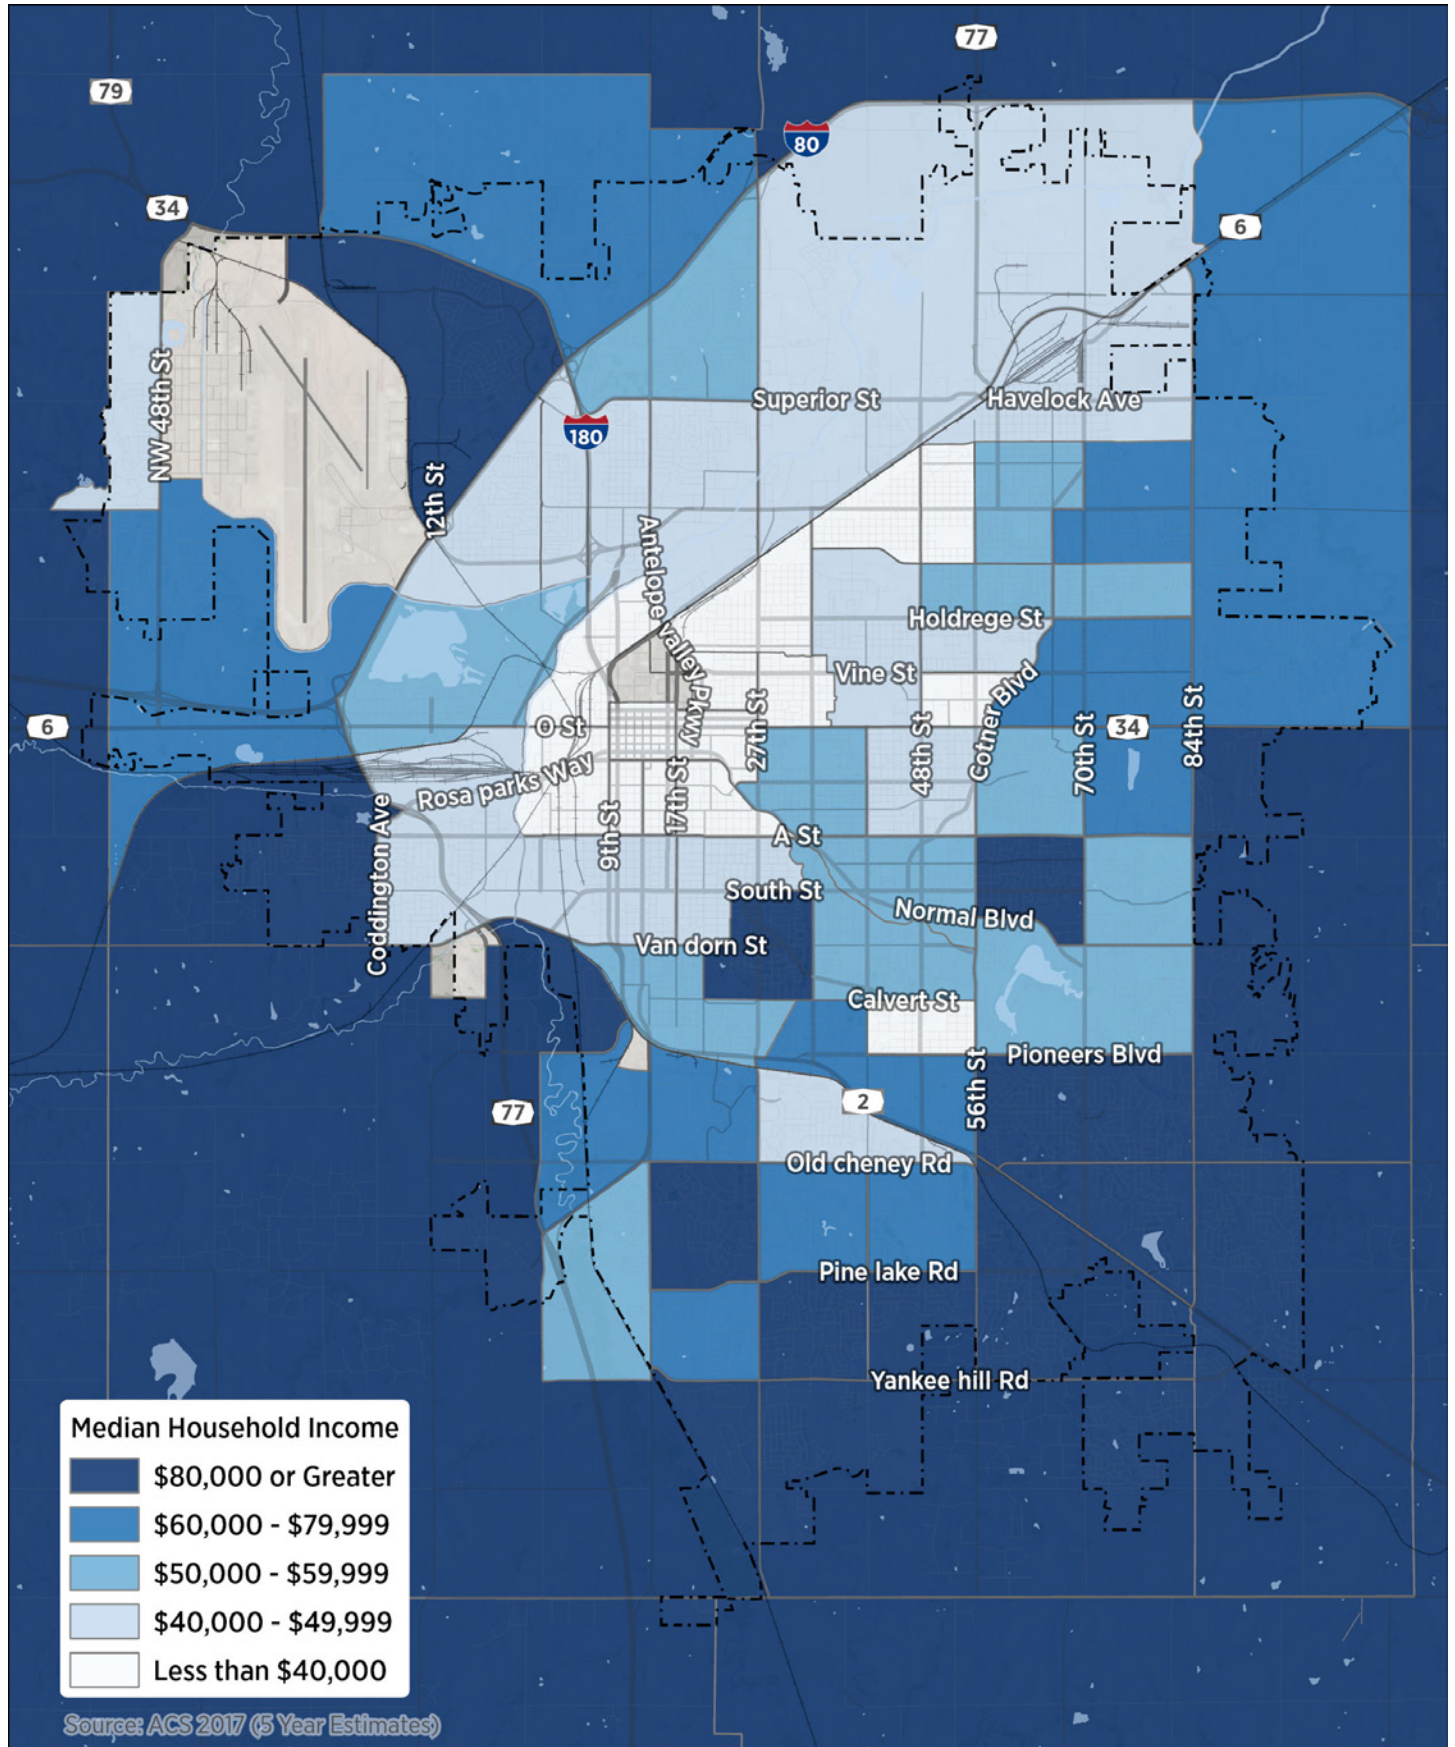 77
79
80
34
6
NW 48th St
Superior St
Havelock Ave
180
12th St
Antelope valley Pkwy
Holdrege St
Vine St
Cotner Blvd
6
O St
27th St
48th St
34
70th St
84th St
Rosa parks Way
17th St
9th St
Coddington Ave
A St
South St
Normal Blvd
Van dorn St
Calvert St
Pioneers Blvd
56th St
77
2
Old cheney Rd
Pine lake Rd
Yankee hill Rd
Median Household Income
$80,000 or Greater
$60,000 - $79,999
$50,000 - $59,999
$40,000 - $49,999
Less than $40,000
Source: ACS 2017 (5 Year Estimates)